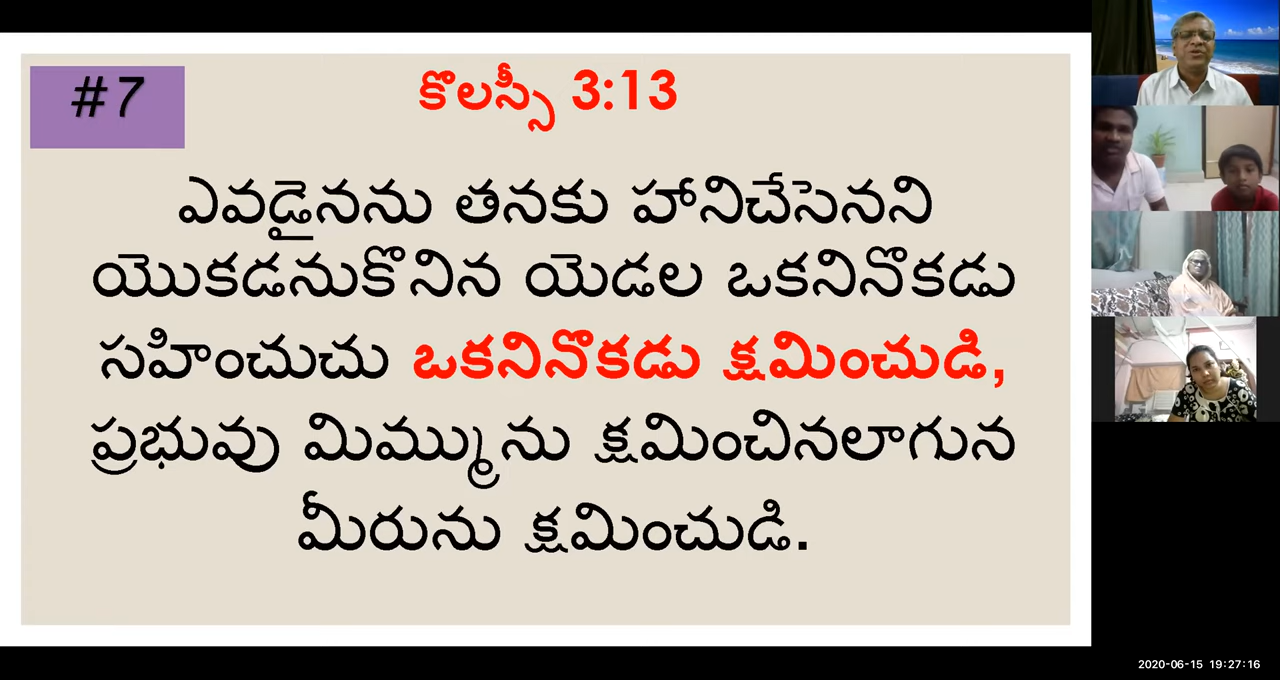 #7
కొలస్సీ 3:13
ఎవడైనను తనకు హానిచేసెనని
యొకడనుకొనిన యెడల ఒకనినొకడు
సహించుచు ఒకనినొకడు క్షమించుడి,
ప్రభువు మిమ్మును క్షమించినలాగున
మీరును క్షమించుడి.
2020-06-15 19:27:16